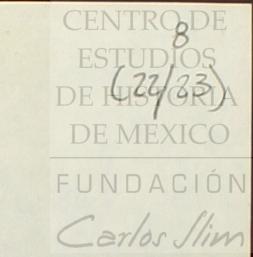 CENTRO DE
8
ESTUDIOS
(22/23)
DE HISTORIA
DE MEXICO
FUNDACIÓN
Carlos Slim